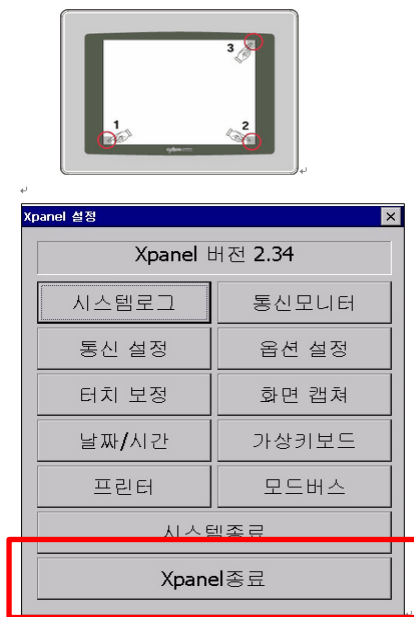 3
1
2
Xpanel 설정
Xpanel 버전 2.34
시스템로그
통신모니터
통신 설정
옵션 설정
터치 보정
화면 캡쳐
날짜/시간
가상키보드
프린터
모드버스
시스템종료
Xpanel종료